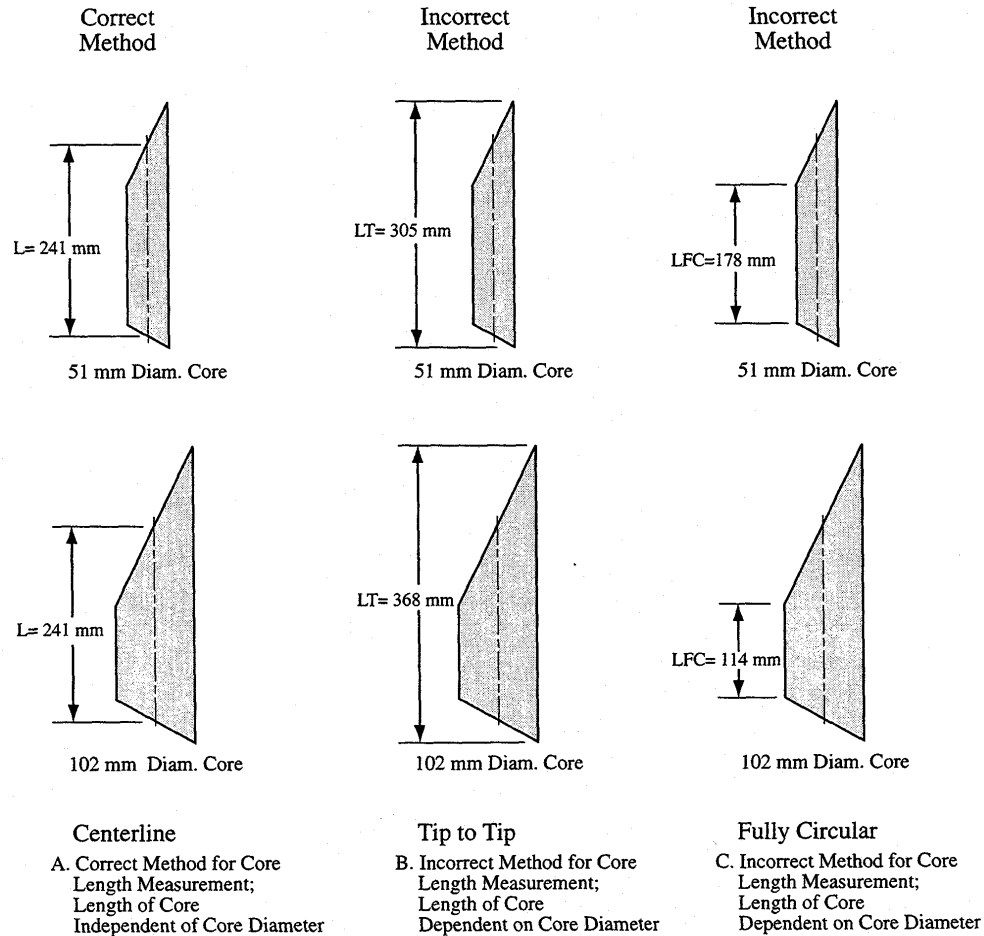 Correct
Method
Incorrect
Method
Incorrect
Method
L= 241 mm
LT= 305 mm
LFC=178 mm
51 mm Diam. Core
51 mm Diam. Core
51 mm Diam. Core
L= 241 mm
LT= 368 mm
LFC= 114 mm
102 mm Diam. Core
102 mm Diam. Core
102 mm Diam. Core
Centerline
A. Correct Method for Core
Length Measurement;
Length of Core
Independent of Core Diameter
Tip to Tip
B. Incorrect Method for Core
Length Measurement;
Length of Core
Dependent on Core Diameter
Fully Circular
C. Incorrect Method for Core
Length Measurement;
Length of Core
Dependent on Core Diameter